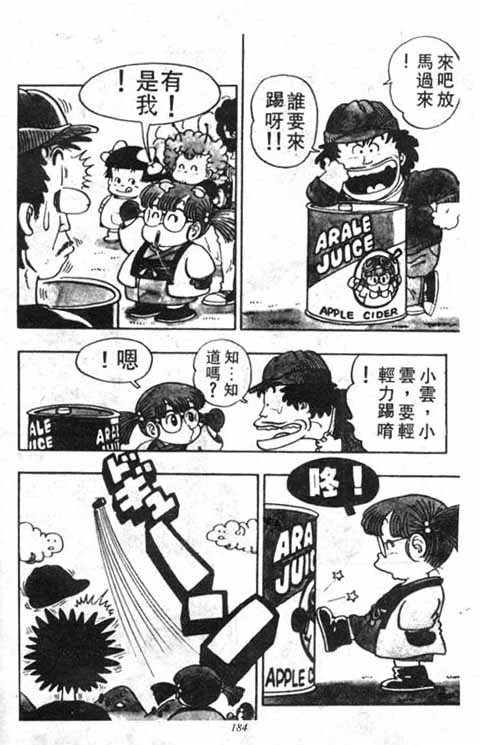 來吧放
馬過來
！
誰要來
踢呀!!
ARALE
JUICE
APPLE CIDER
有！
是我
！
小雲，小
雲，要輕
輕力踢唷
！
知…知
道嗎？
嗯！
ALE
UICE
ARA
咚！
ARA
JUI
APPLE C
ドギュ
184